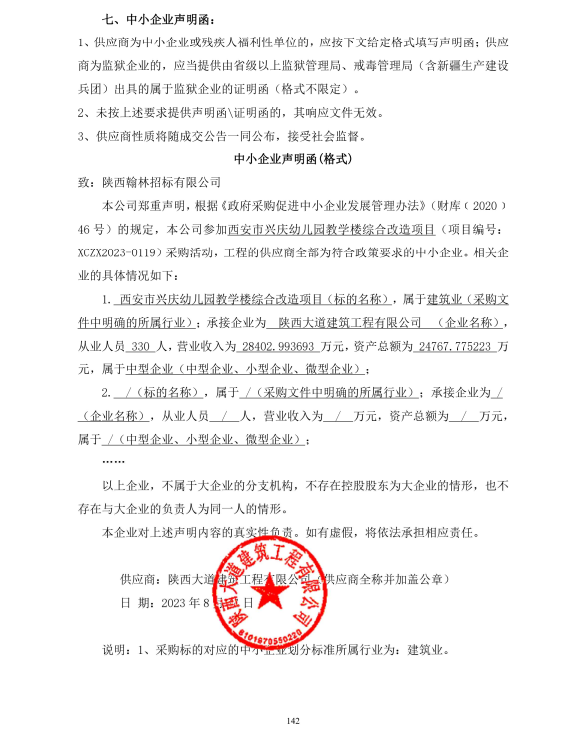 七、中小企业声明函：
1、供应商为中小企业或残疾人福利性单位的，应按下文给定格式填写声明函；供应
商为监狱企业的，应当提供由省级以上监狱管理局、戒毒管理局（含新疆生产建设
兵团）出具的属于监狱企业的证明函（格式不限定）。
2、未按上述要求提供声明函\证明函的，其响应文件无效。
3、供应商性质将随成交公告一同公布，接受社会监督。
中小企业声明函(格式)
致：陕西翰林招标有限公司
本公司郑重声明，根据《政府采购促进中小企业发展管理办法》（财库﹝2020﹞
46 号）的规定，本公司参加西安市兴庆幼儿园教学楼综合改造项目（项目编号：
XCZX2023-0119）采购活动，工程的供应商全部为符合政策要求的中小企业。相关企
业的具体情况如下：
1. 西安市兴庆幼儿园教学楼综合改造项目（标的名称），属于建筑业（采购文
件中明确的所属行业）；承接企业为 陕西大道建筑工程有限公司 （企业名称），
从业人员 330 人，营业收入为 28402.993693 万元，资产总额为 24767.775223 万
元，属于中型企业（中型企业、小型企业、微型企业）；
2. /（标的名称），属于 /（采购文件中明确的所属行业）；承接企业为 /
（企业名称），从业人员 / 人，营业收入为 / 万元，资产总额为 / 万元，
属于 /（中型企业、小型企业、微型企业）；
……
以上企业，不属于大企业的分支机构，不存在控股股东为大企业的情形，也不
存在与大企业的负责人为同一人的情形。
本企业对上述声明内容的真实性负责。如有虚假，将依法承担相应责任。
供应商：陕西大道建筑工程有限公司（供应商全称并加盖公章）
日 期：2023 年 8 月 日
陕西大道建筑工程有限公司
6101970550220
说明：1、采购标的对应的中小企业划分标准所属行业为：建筑业。
142